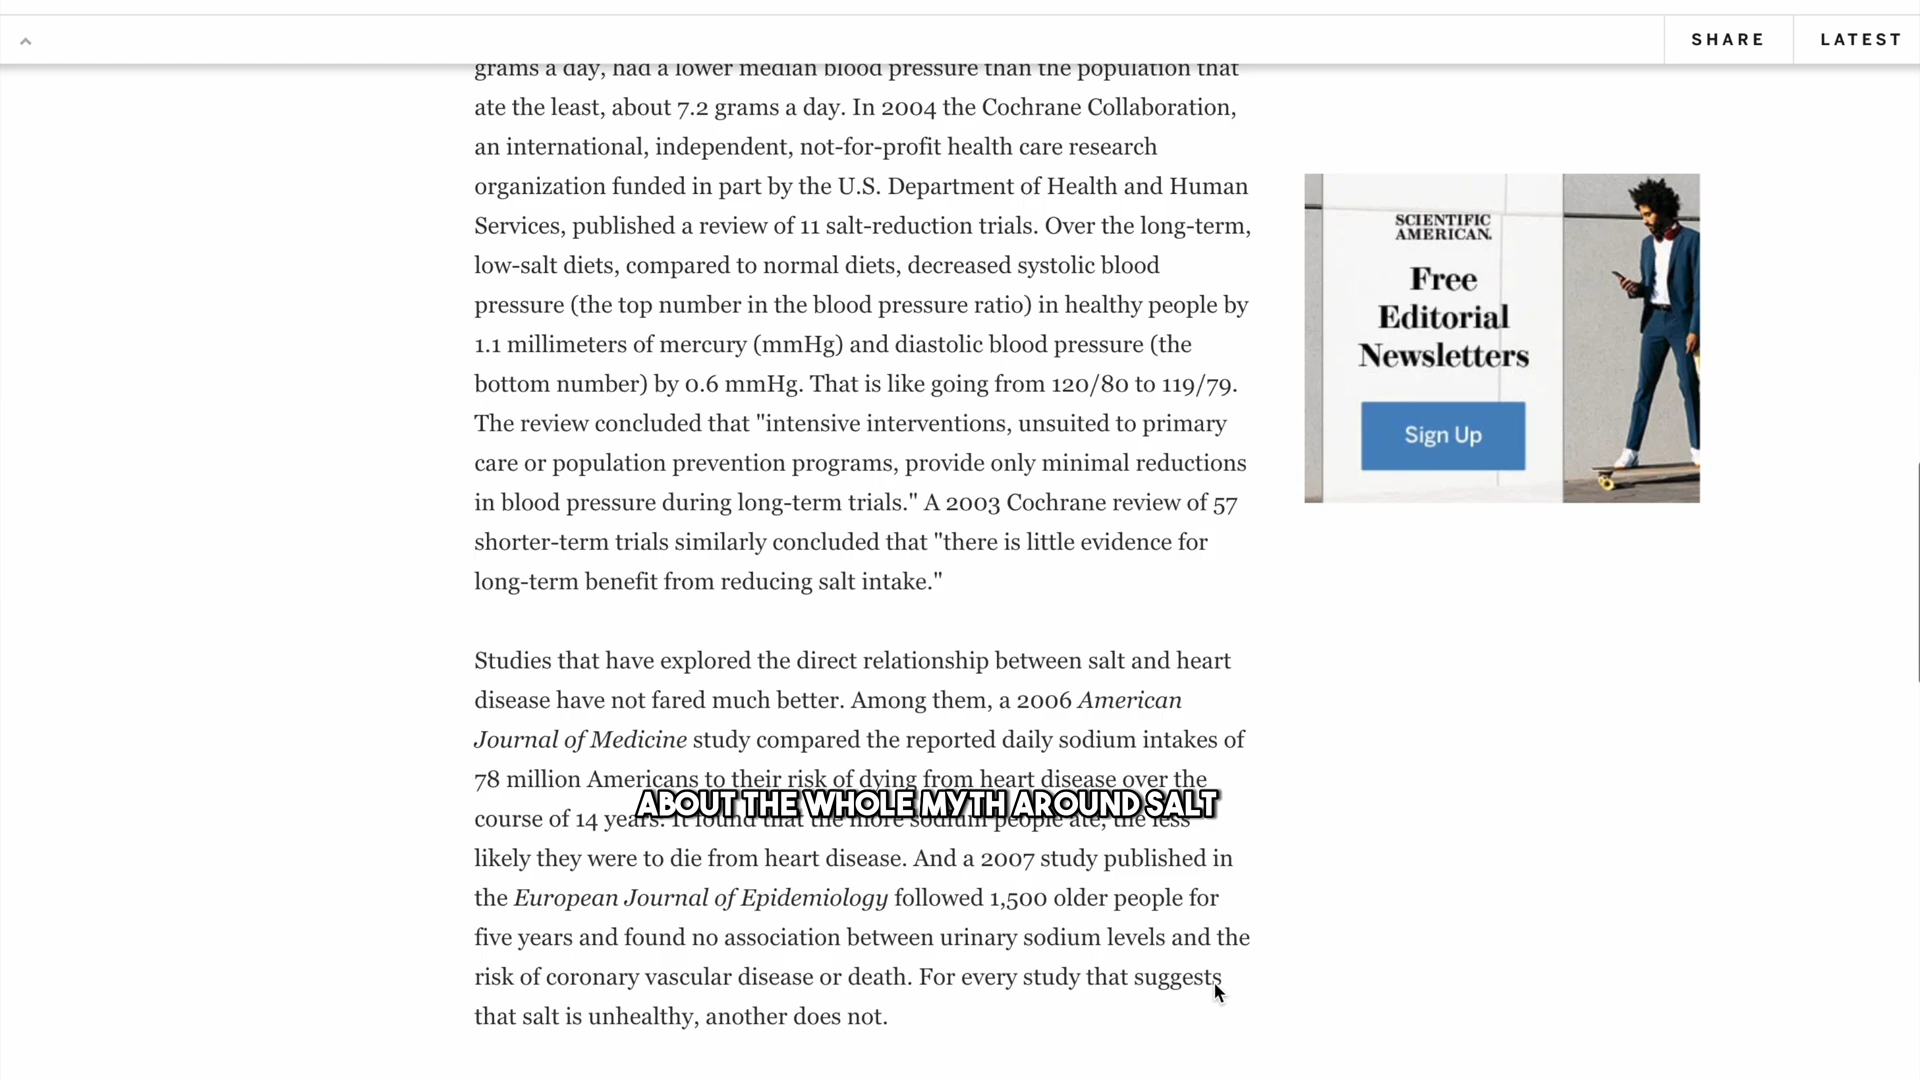 SHARE
LATEST
grams a day, had a lower median blood pressure than the population that
ate the least, about 7.2 grams a day. In 2004 the Cochrane Collaboration,
an international, independent, not-for-profit health care research
organization funded in part by the U.S. Department of Health and Human
Services, published a review of 11 salt-reduction trials. Over the long-term,
low-salt diets, compared to normal diets, decreased systolic blood
pressure (the top number in the blood pressure ratio) in healthy people by
1.1 millimeters of mercury (mmHg) and diastolic blood pressure (the
bottom number) by 0.6 mmHg. That is like going from 120/80 to 119/79.
The review concluded that "intensive interventions, unsuited to primary
care or population prevention programs, provide only minimal reductions
in blood pressure during long-term trials." A 2003 Cochrane review of 57
shorter-term trials similarly concluded that "there is little evidence for
long-term benefit from reducing salt intake."
Studies that have explored the direct relationship between salt and heart
disease have not fared much better. Among them, a 2006 American
Journal of Medicine study compared the reported daily sodium intakes of
78 million Americans to their risk of dying from heart disease over the
course of 14 years. It found that the more sodium people ate, the less
likely they were to die from heart disease. And a 2007 study published in
the European Journal of Epidemiology followed 1,500 older people for
five years and found no association between urinary sodium levels and the
risk of coronary vascular disease or death. For every study that suggests
that salt is unhealthy, another does not.
ABOUT THE WHOLE MYTH AROUND SALT
SCIENTIFIC
AMERICAN.
Free
Editorial
Newsletters
Sign Up